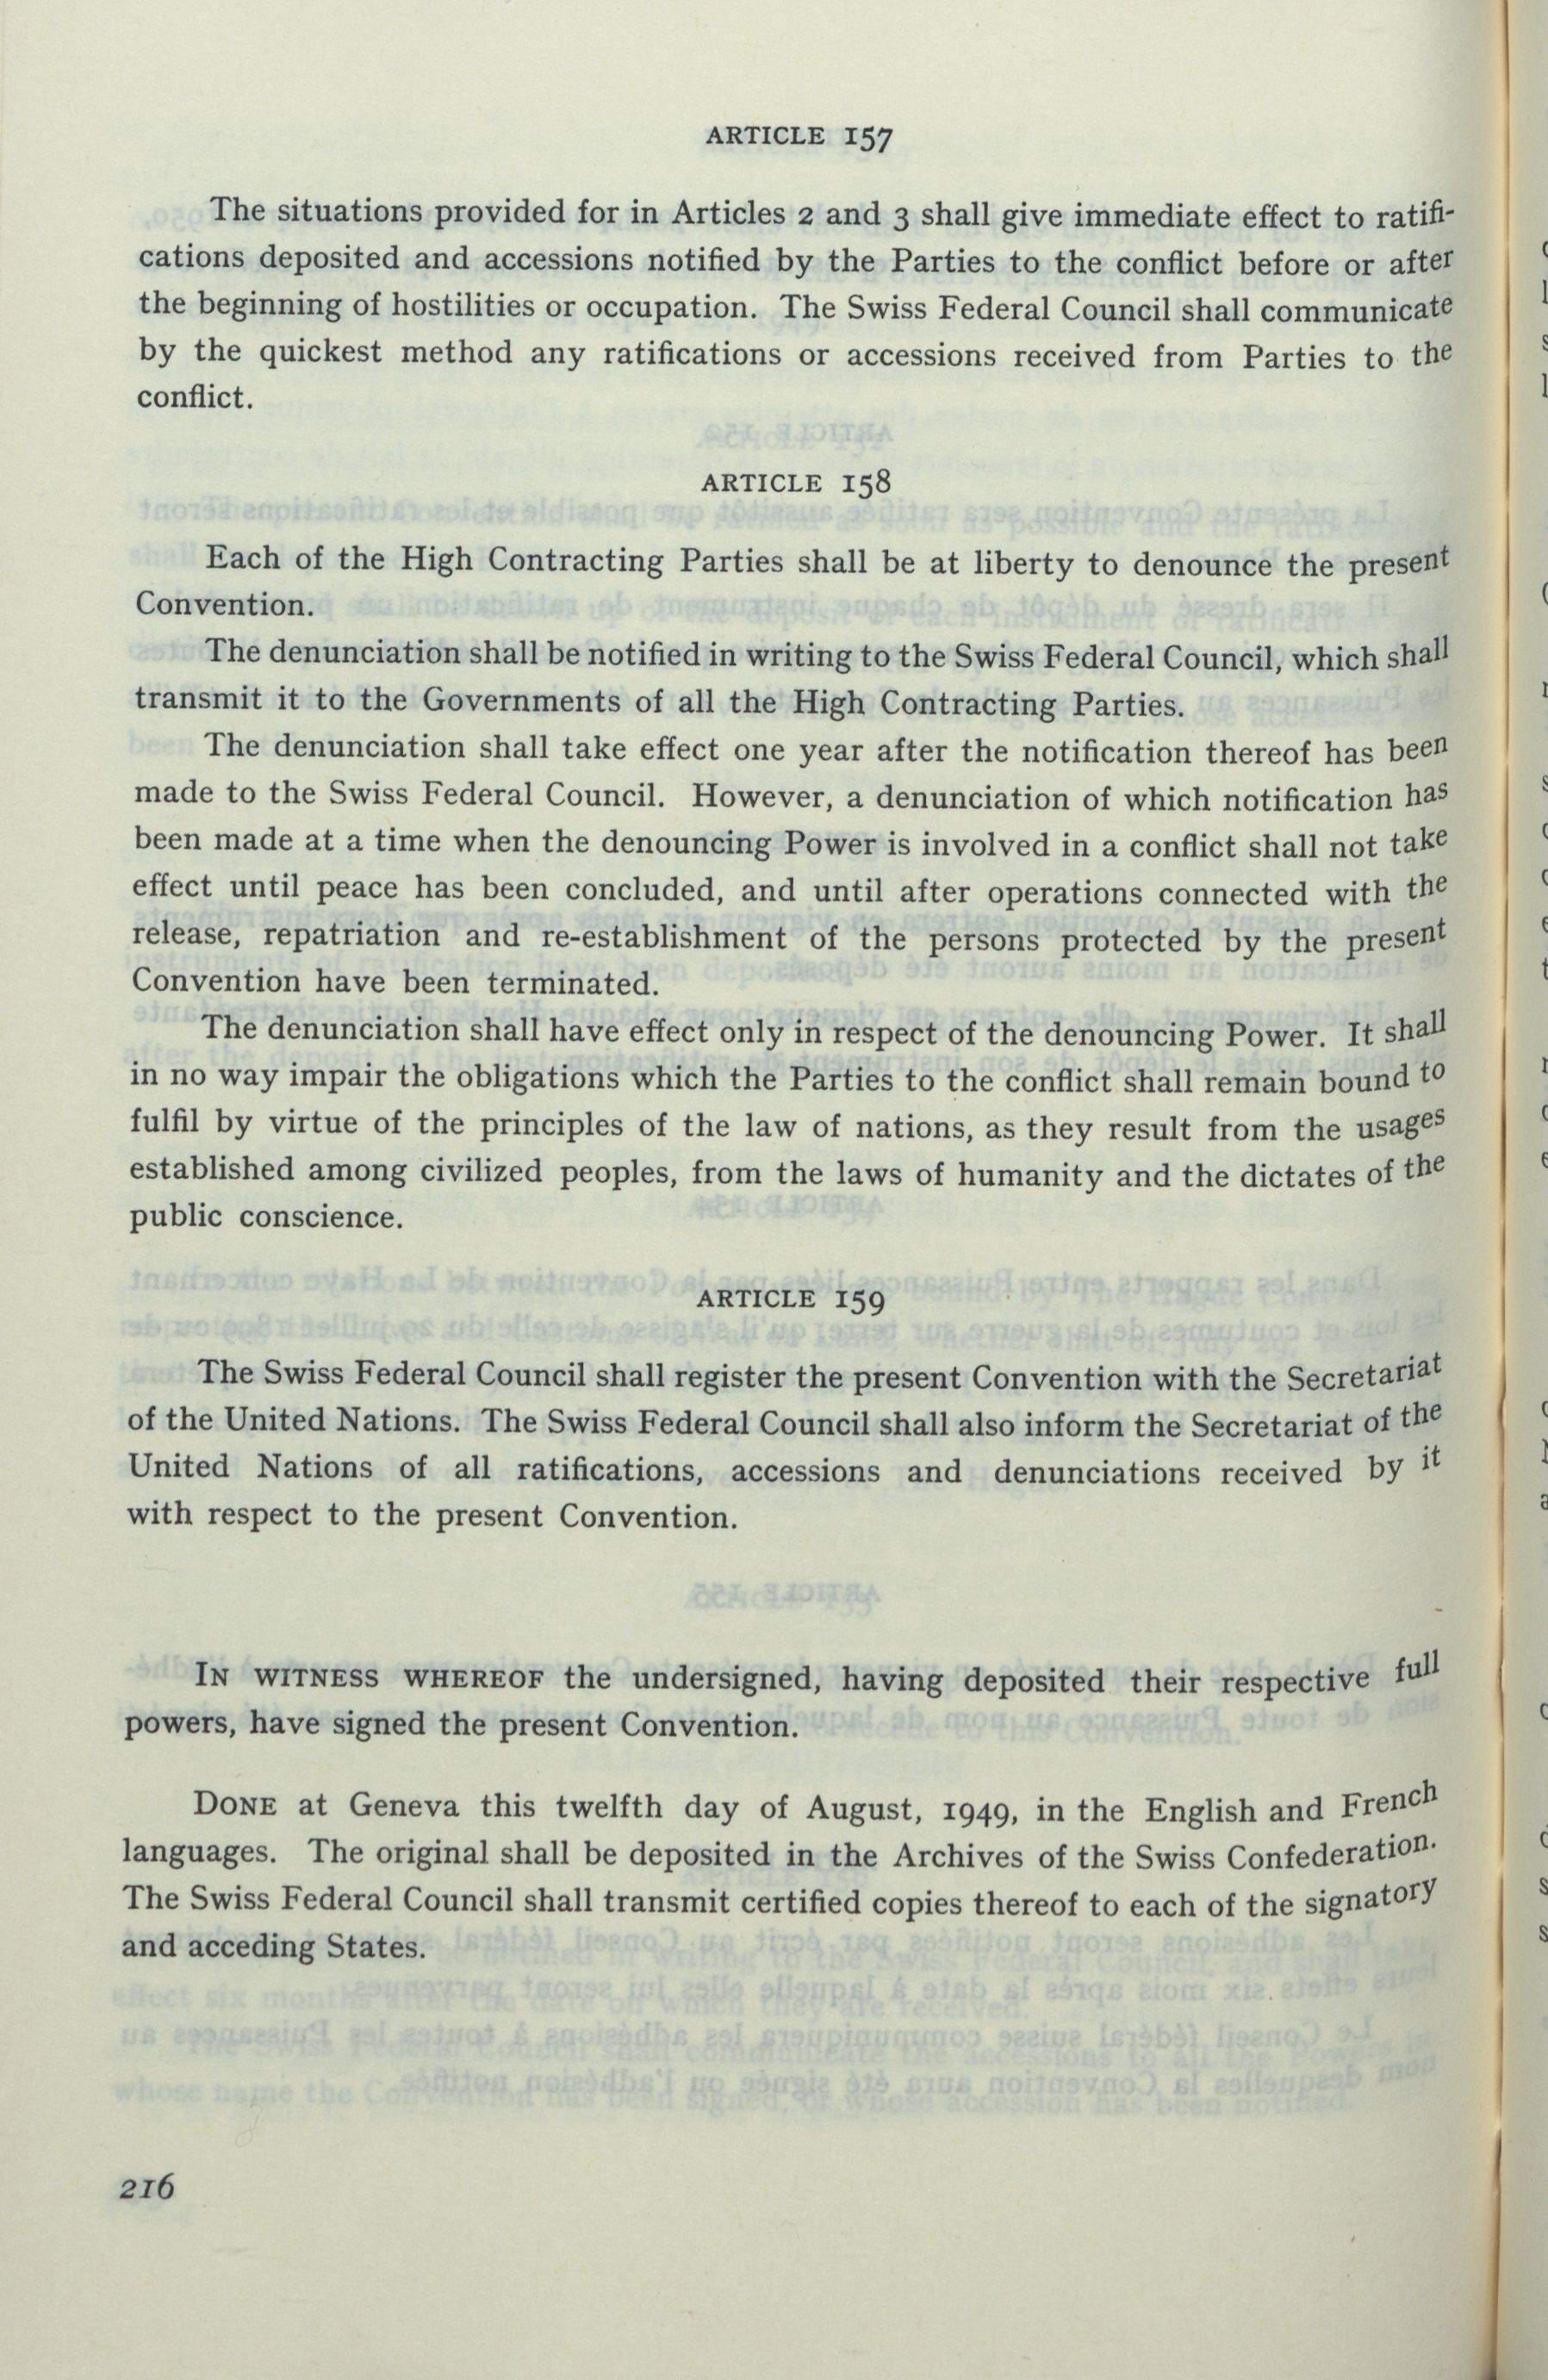 ARTICLE 157
The situations provided for in Articles 2 and 3 shall give immediate effect to ratifi-
cations deposited and accessions notified by the Parties to the conflict before or after
the beginning of hostilities or occupation. The Swiss Federal Council shall communicate
by the quickest method any ratifications or accessions received from Parties to the
conflict.
ARTICLE 158
Each of the High Contracting Parties shall be at liberty to denounce the present
Convention.
The denunciation shall be notified in writing to the Swiss Federal Council, which shall
transmit it to the Governments of all the High Contracting Parties.
The denunciation shall take effect one year after the notification thereof has been
made to the Swiss Federal Council. However, a denunciation of which notification has
been made at a time when the denouncing Power is involved in a conflict shall not take
effect until peace has been concluded, and until after operations connected with the
release, repatriation and re-establishment of the persons protected by the present
Convention have been terminated.
The denunciation shall have effect only in respect of the denouncing Power. It shall
in no way impair the obligations which the Parties to the conflict shall remain bound to
fulfil by virtue of the principles of the law of nations, as they result from the usages
established among civilized peoples, from the laws of humanity and the dictates of the
public conscience.
ARTICLE 159
The Swiss Federal Council shall register the present Convention with the Secretariat
of the United Nations. The Swiss Federal Council shall also inform the Secretariat of the
United Nations of all ratifications, accessions and denunciations received by it
with respect to the present Convention.
IN WITNESS WHEREOF the undersigned, having deposited their respective full
powers, have signed the present Convention.
DONE at Geneva this twelfth day of August, 1949, in the English and French
languages. The original shall be deposited in the Archives of the Swiss Confederation.
The Swiss Federal Council shall transmit certified copies thereof to each of the signatory
and acceding States.
216